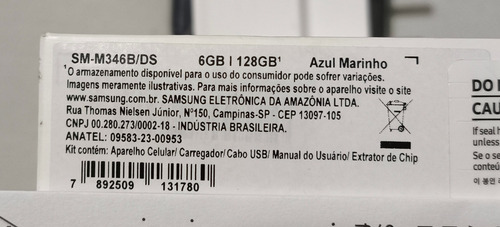 SM-M346B/DS 6GB | 128GB¹ Azul Marinho
¹O armazenamento disponível para o uso do consumidor pode sofrer variações.
Imagens meramente ilustrativas. Para mais informações sobre o aparelho visite o site
www.samsung.com.br. SAMSUNG ELETRÔNICA DA AMAZÔNIA LTDA.
Rua Thomas Nielsen Júnior, Nº150, Campinas-SP - CEP 13097-105
CNPJ 00.280.273/0002-18 - INDÚSTRIA BRASILEIRA.
ANATEL: 09583-23-00953
Kit contém: Aparelho Celular/ Carregador/Cabo USB/ Manual do Usuário/ Extrator de Chip
7 892509 131780
DO
CAU
If seal
unless
Se o se
conteú